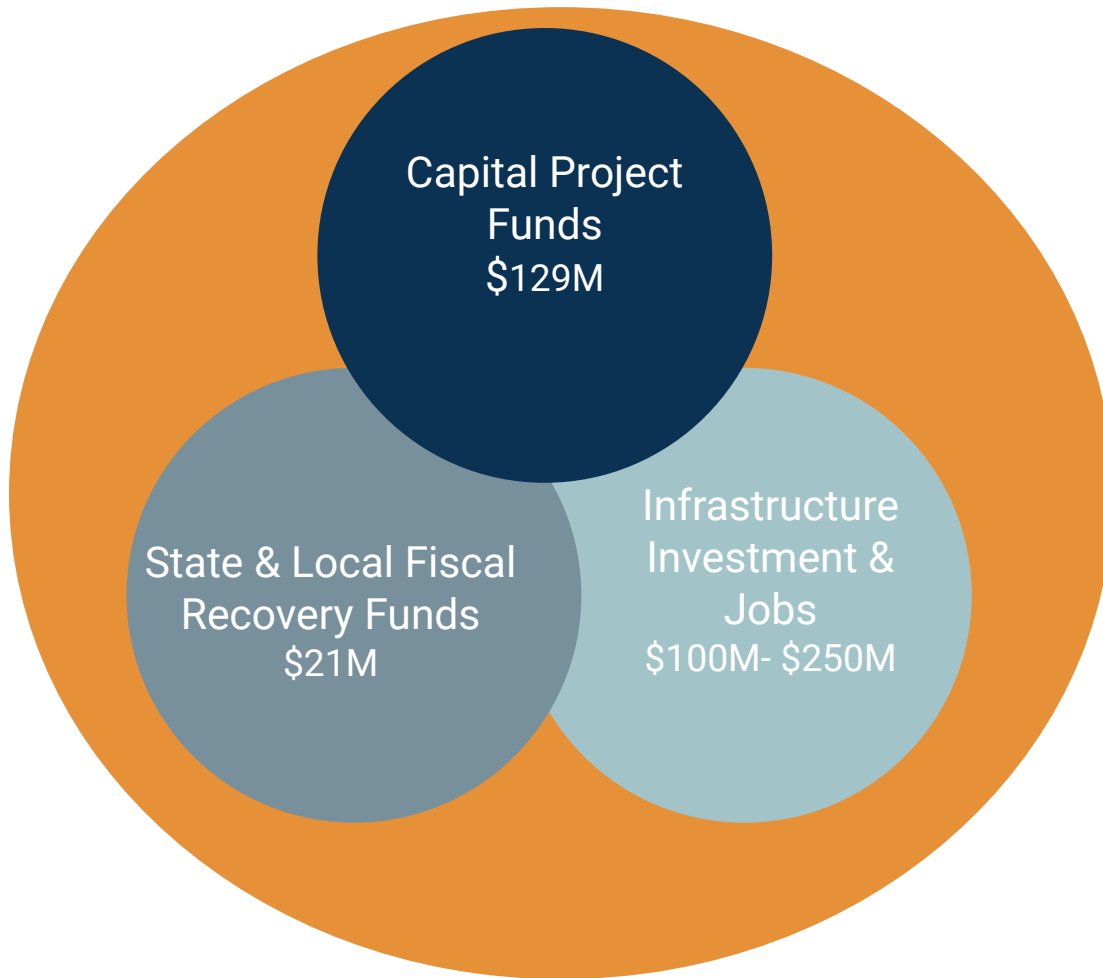 Capital Project
Funds
$129M
State & Local Fiscal
Recovery Funds
$21M
Infrastructure
Investment &
Jobs
$100M- $250M